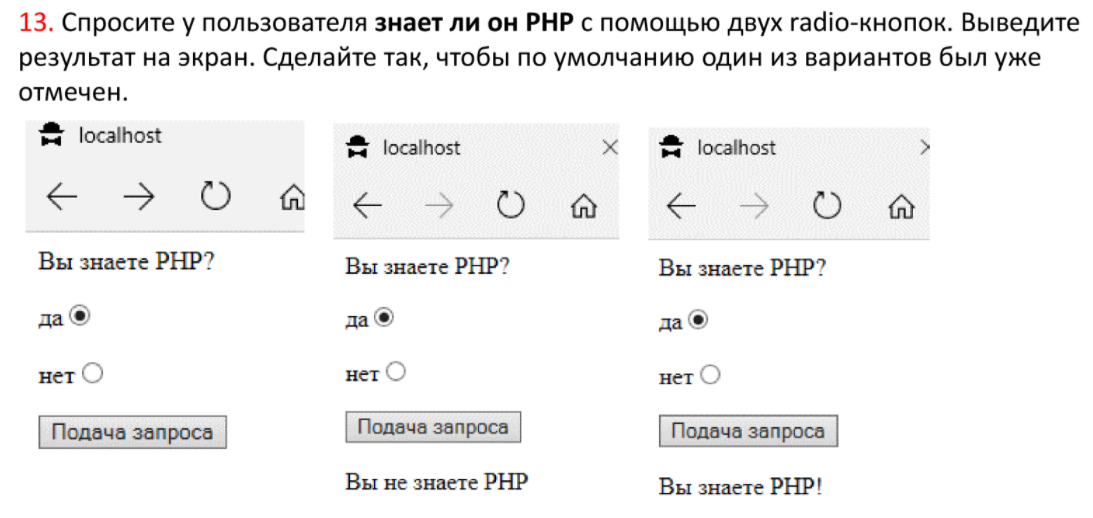 13. Спросите у пользователя знает ли он PHP с помощью двух radio-кнопок. Выведите
результат на экран. Сделайте так, чтобы по умолчанию один из вариантов был уже
отмечен.
localhost
Вы знаете PHP?
да
нет
Подача запроса
localhost
Вы знаете PHP?
да
нет
Подача запроса
Вы не знаете PHP
localhost
Вы знаете PHP?
да
нет
Подача запроса
Вы знаете PHP!